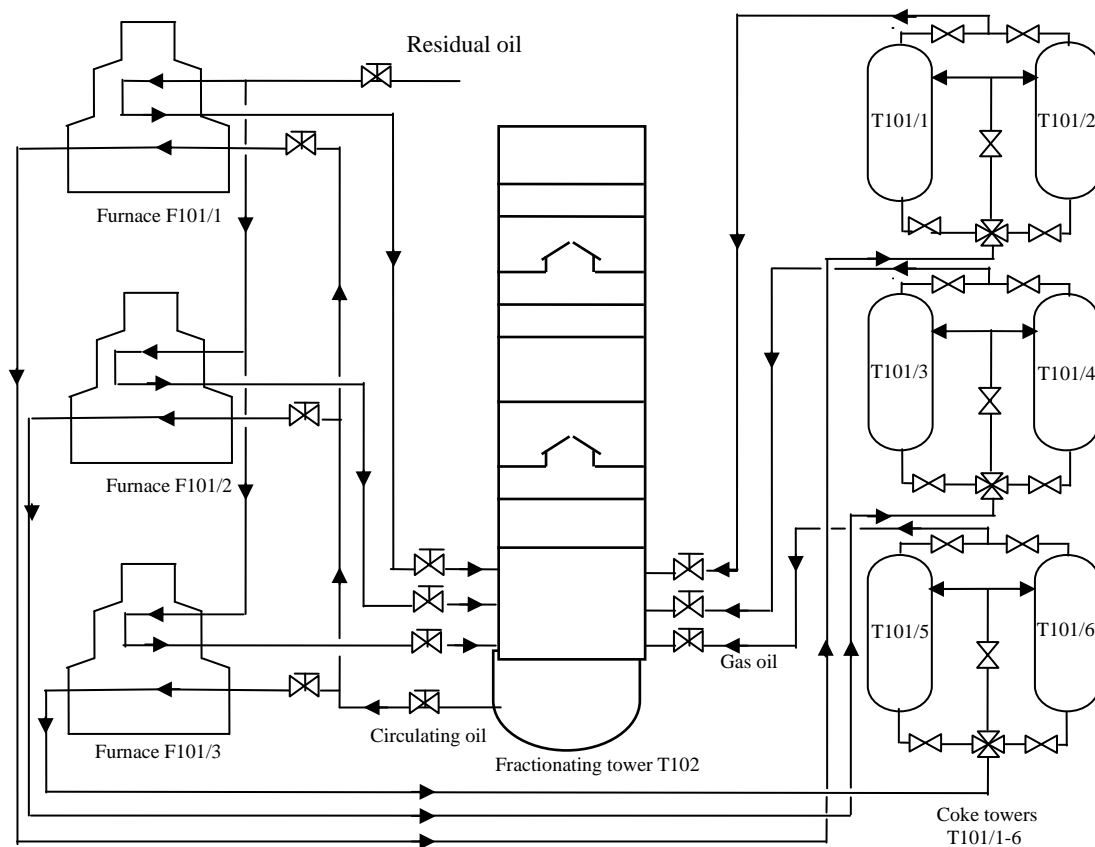 Residual oil
T101/1
T101/2
Furnace F101/1
T101/3
T101/4
Furnace F101/2
T101/5
T101/6
Gas oil
Furnace F101/3
Circulating oil
Fractionating tower T102
Coke towers
T101/1-6